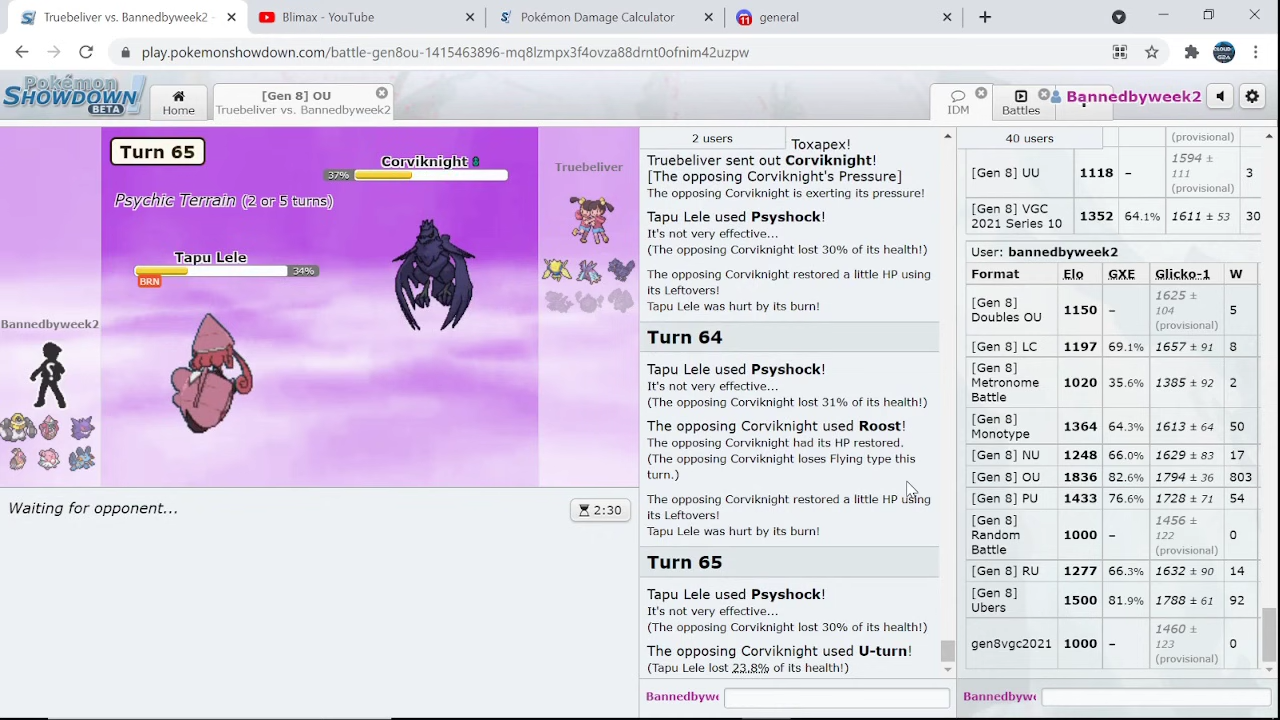 Truebeliver vs. Bannedbyweek2 -
Blimax - YouTube
Pokémon Damage Calculator
11 general
play.pokemonshowdown.com/battle-gen8ou-1415463896-mq8lzmpx3f4ovza88drnt0ofnim42uzpw
Pokémon
SHOWDOWN!
BETA
Home
[Gen 8] OU
Truebeliver vs. Bannedbyweek2
IDM
Battles
Bannedbyweek2
Turn 65
Corviknight
37%
Psychic Terrain (2 or 5 turns)
Tapu Lele
34%
BRN
Truebeliver
Bannedbyweek2
Waiting for opponent...
2:30
2 users
Toxapex!
Truebeliver sent out Corviknight!
[The opposing Corviknight's Pressure]
The opposing Corviknight is exerting its pressure!
Tapu Lele used Psyshock!
It's not very effective...
(The opposing Corviknight lost 30% of its health!)
The opposing Corviknight restored a little HP using
its Leftovers!
Tapu Lele was hurt by its burn!
Turn 64
Tapu Lele used Psyshock!
It's not very effective...
(The opposing Corviknight lost 31% of its health!)
The opposing Corviknight used Roost!
The opposing Corviknight had its HP restored.
(The opposing Corviknight loses Flying type this
turn.)
The opposing Corviknight restored a little HP using
its Leftovers!
Tapu Lele was hurt by its burn!
Turn 65
Tapu Lele used Psyshock!
It's not very effective...
(The opposing Corviknight lost 30% of its health!)
The opposing Corviknight used U-turn!
(Tapu Lele lost 23.8% of its health!)
Bannedbywe
40 users
(provisional)
[Gen 8] UU 1118 – 1594 ± 111 (provisional) 3
[Gen 8] VGC 2021 Series 10 1352 64.1% 1611 ± 53 30
User: bannedbyweek2
Format Elo GXE Glicko-1 W
[Gen 8] Doubles OU 1150 – 1625 ± 104 (provisional) 5
[Gen 8] LC 1197 69.1% 1657 ± 91 8
[Gen 8] Metronome Battle 1020 35.6% 1385 ± 92 2
[Gen 8] Monotype 1364 64.3% 1613 ± 64 50
[Gen 8] NU 1248 66.0% 1629 ± 83 17
[Gen 8] OU 1836 82.6% 1794 ± 36 803
[Gen 8] PU 1433 76.6% 1728 ± 71 54
[Gen 8] Random Battle 1000 – 1456 ± 122 (provisional) 0
[Gen 8] RU 1277 66.3% 1632 ± 90 14
[Gen 8] Ubers 1500 81.9% 1788 ± 61 92
gen8vgc2021 1000 – 1460 ± 123 (provisional) 0
Bannedbyw